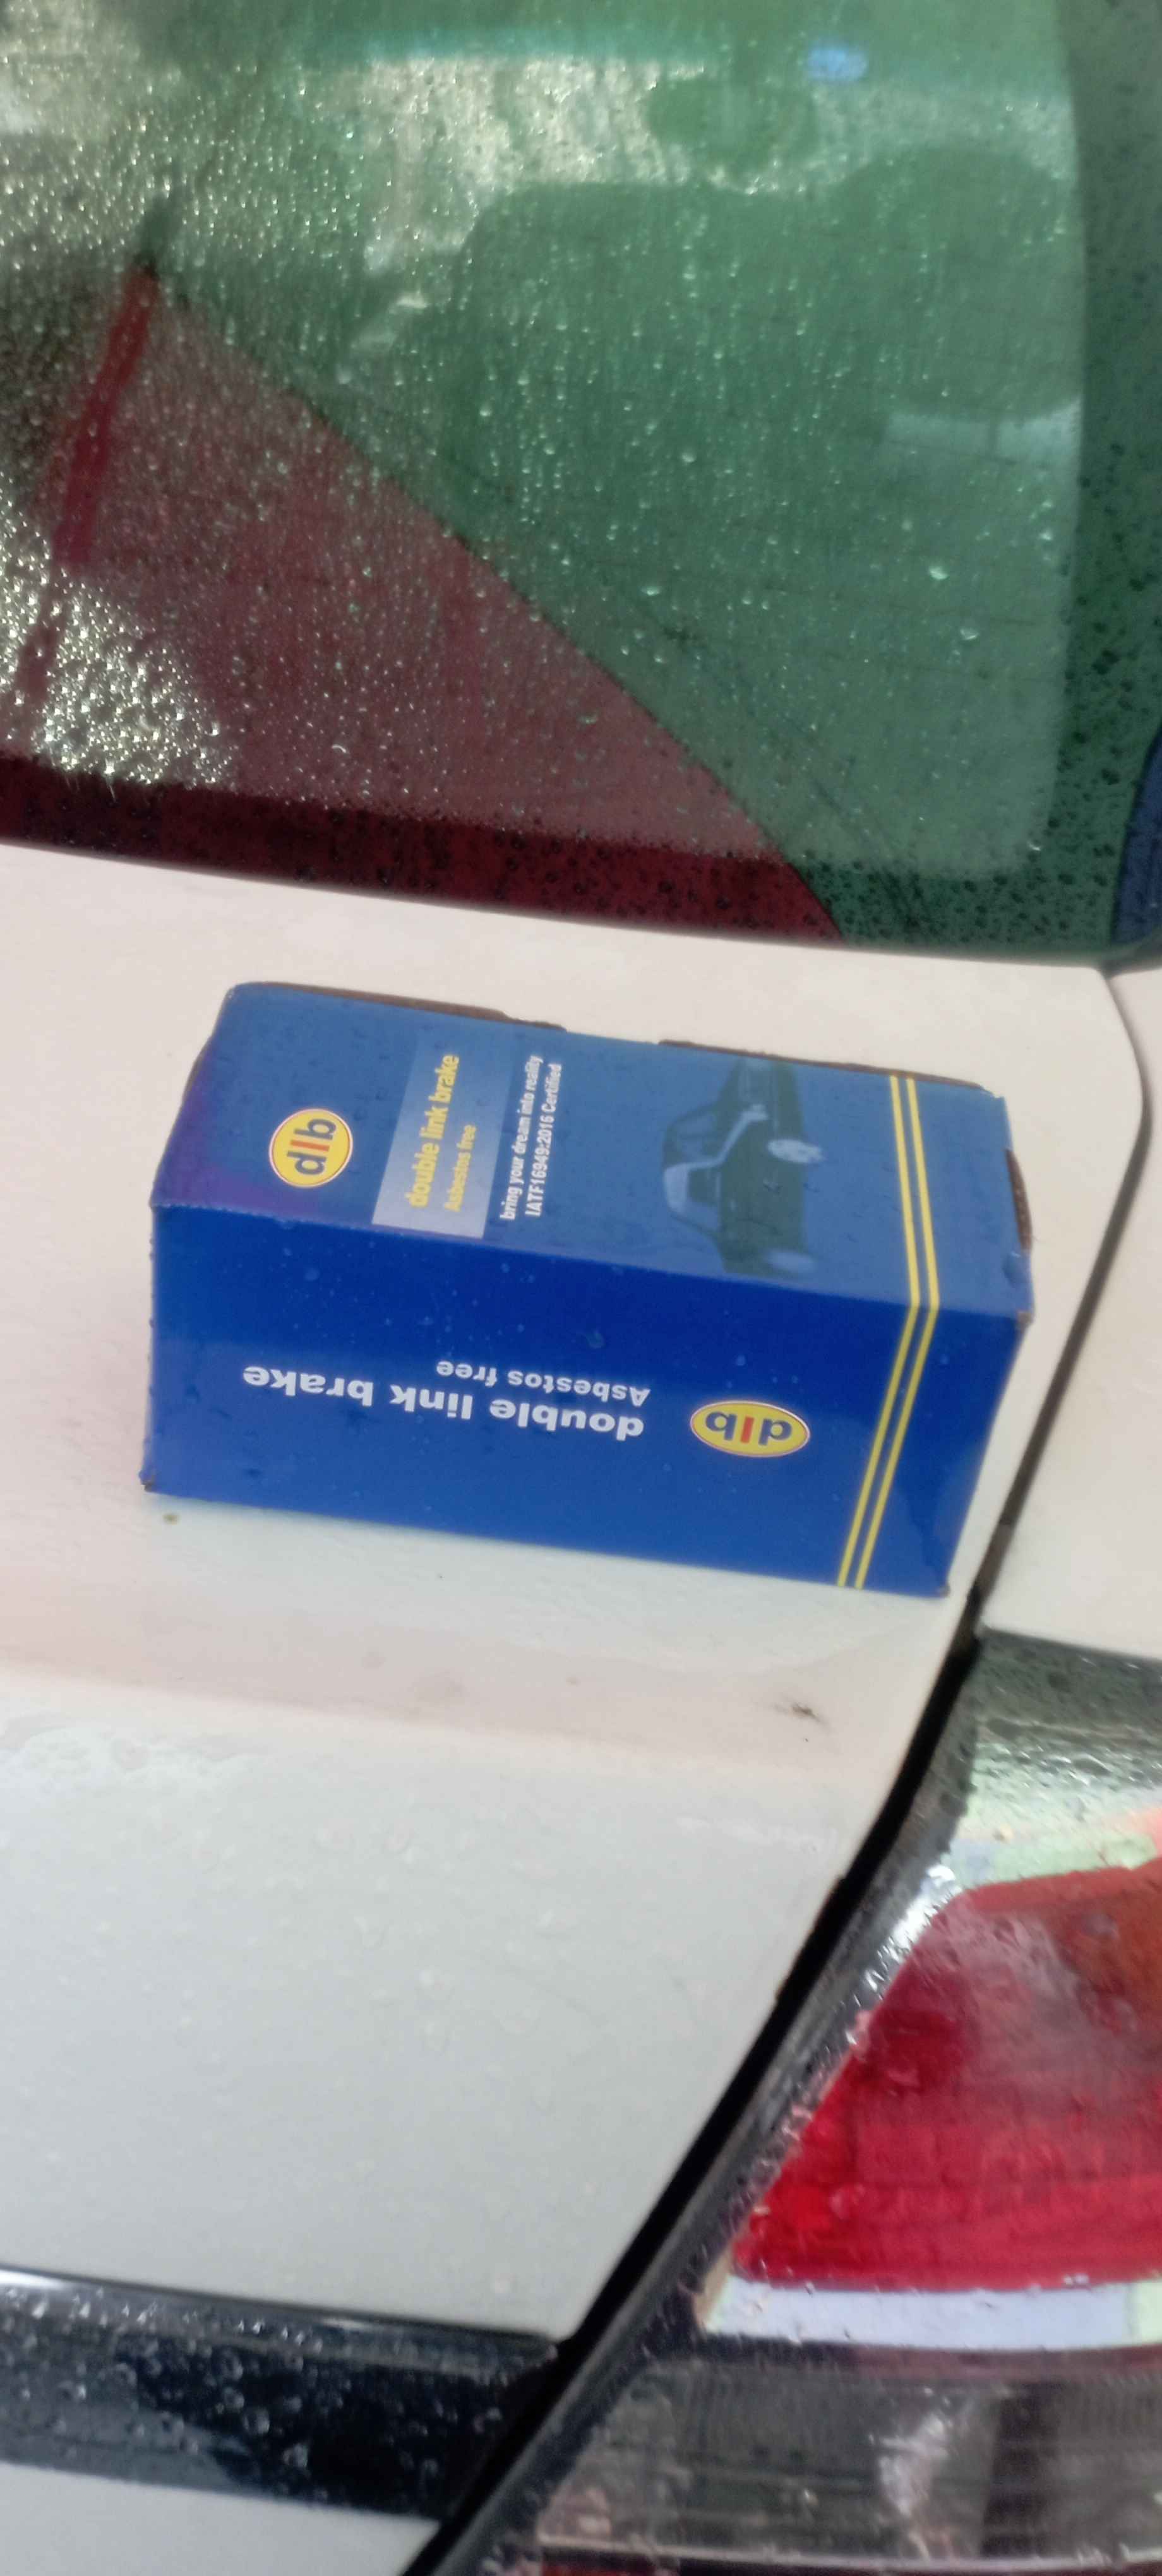 dlb
double link brake
Asbestos free
bring your dream into reality
IATF16949:2016 Certified
dlb
double link brake
Asbestos free